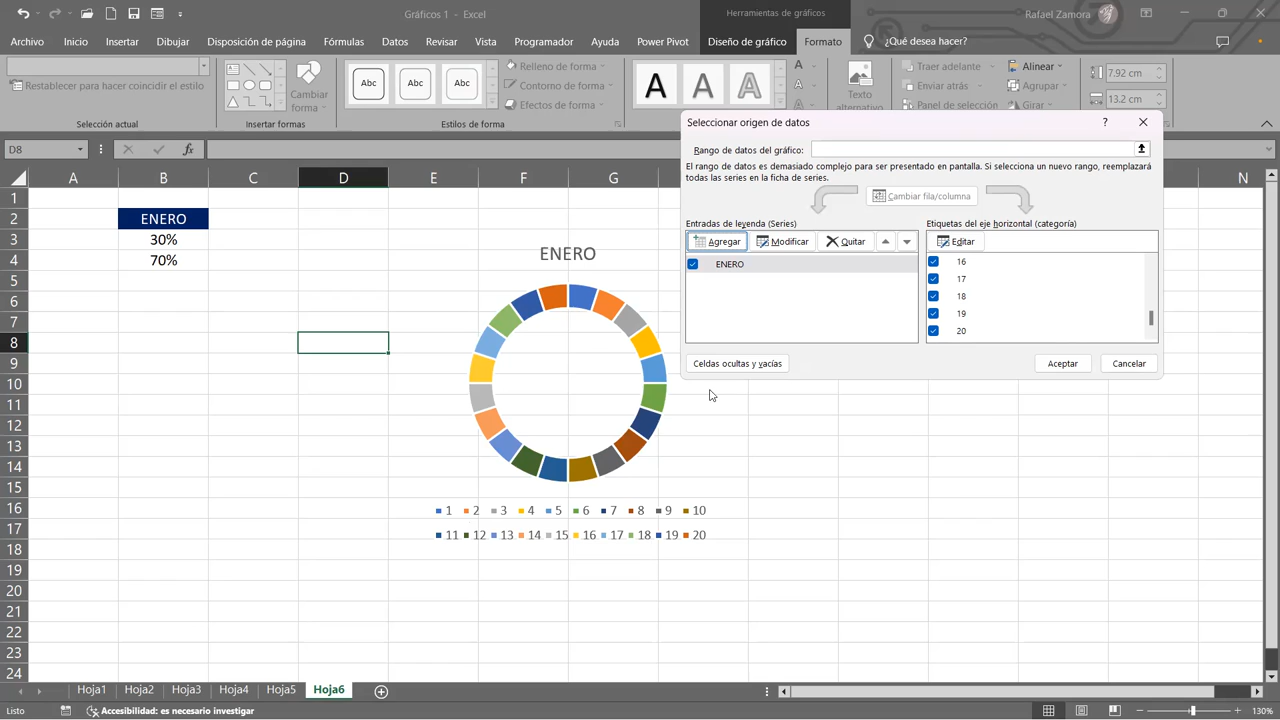 Gráficos 1 - Excel
Herramientas de gráficos
Rafael Zamora
Archivo Inicio Insertar Dibujar Disposición de página Fórmulas Datos Revisar Vista Programador Ayuda Power Pivot Diseño de gráfico Formato ¿Qué desea hacer?
Restablecer para hacer coincidir el estilo
Selección actual
Cambiar
forma
Insertar formas
Abc Abc Abc
Relleno de forma
Contorno de forma
Efectos de forma
Estilos de forma
A A A
Texto
alternativo
Traer adelante
Enviar atrás
Panel de selección
Alinear
Agrupar
Girar
7.92 cm
13.2 cm
D8
fx
Seleccionar origen de datos
Rango de datos del gráfico:
El rango de datos es demasiado complejo para ser presentado en pantalla. Si selecciona un nuevo rango, reemplazará
todas las series en la ficha de series.
Cambiar fila/columna
Entradas de leyenda (Series)
Agregar Modificar Quitar
ENERO
Etiquetas del eje horizontal (categoría)
Editar
16
17
18
19
20
Celdas ocultas y vacías
Aceptar Cancelar
A B C D E F G N
1
2 ENERO
3 30%
4 70%
5
6
7
8
9
10
11
12
13
14
15
16
17
18
19
20
21
22
23
24
ENERO
1 2 3 4 5 6 7 8 9 10
11 12 13 14 15 16 17 18 19 20
Hoja1 Hoja2 Hoja3 Hoja4 Hoja5 Hoja6
Listo Accesibilidad: es necesario investigar 130%